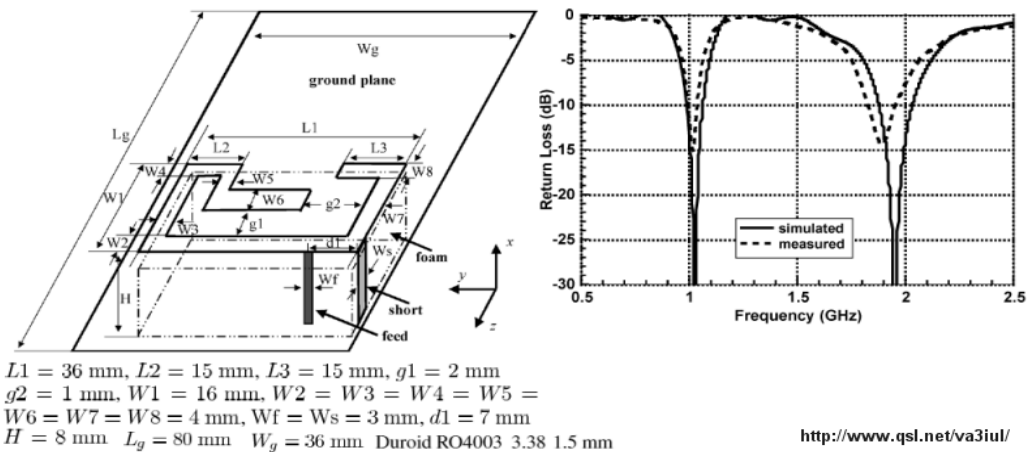 Wg
ground plane
Lg
L1
L2
L3
W4
W8
W5
W1
W6
g2
W7
W3
g1
W2
d1
foam
Ws
x
H
Wf
y
short
z
feed
0
-5
-10
-15
-20
-25
-30
Return Loss (dB)
simulated
measured
0.5 1 1.5 2 2.5
Frequency (GHz)
L1 = 36 mm, L2 = 15 mm, L3 = 15 mm, g1 = 2 mm
g2 = 1 mm, W1 = 16 mm, W2 = W3 = W4 = W5 =
W6 = W7 = W8 = 4 mm, Wf = Ws = 3 mm, d1 = 7 mm
H = 8 mm Lg = 80 mm Wg = 36 mm Duroid RO4003 3.38 1.5 mm
http://www.qsl.net/va3iul/